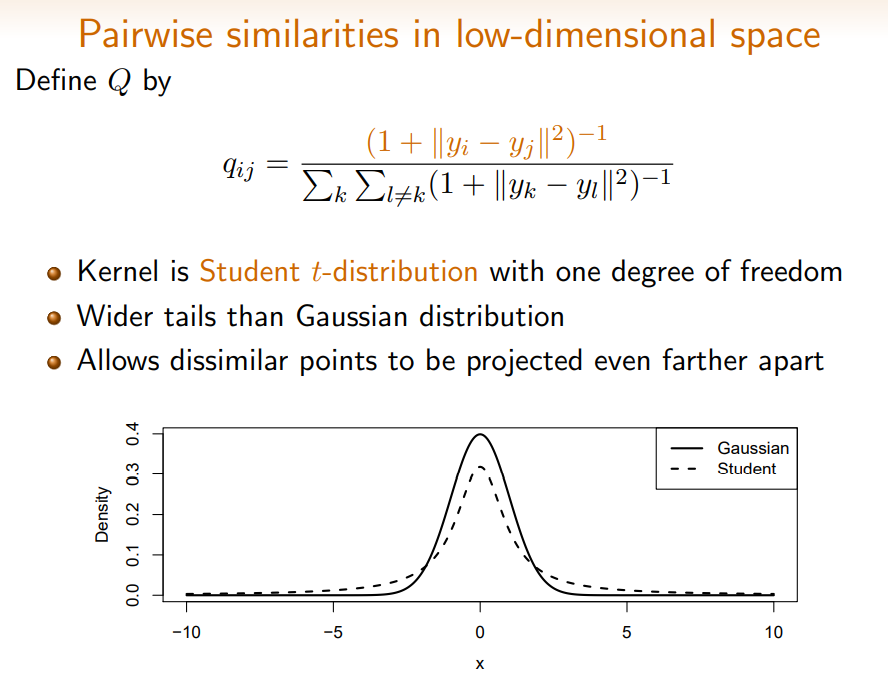 Pairwise similarities in low-dimensional space
Define Q by
q_{ij} = \frac{(1 + \|y_i - y_j\|^2)^{-1}}{\sum_k \sum_{l \neq k} (1 + \|y_k - y_l\|^2)^{-1}}
Kernel is Student t-distribution with one degree of freedom
Wider tails than Gaussian distribution
Allows dissimilar points to be projected even farther apart
Gaussian
Student
Density
0.4
0.3
0.2
0.1
0.0
−10 −5 0 5 10
x